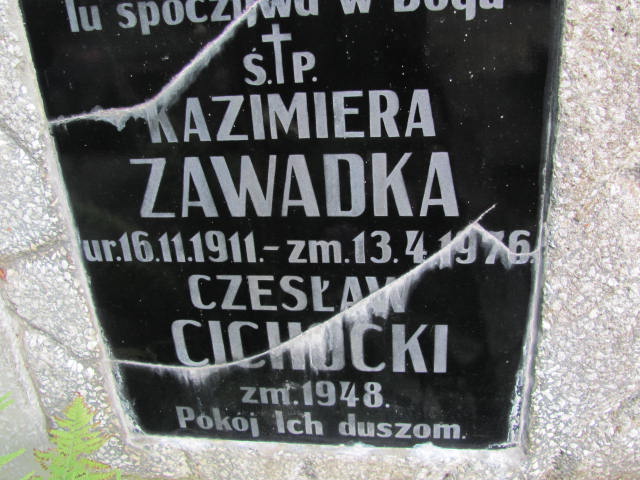 Tu spoczywa w Bogu
Ś.P.
KAZIMIERA
ZAWADKA
ur.16.11.1911.-zm.13.4.1976.
CZESŁAW
CICHOCKI
zm.1948.
Pokój Ich duszom.